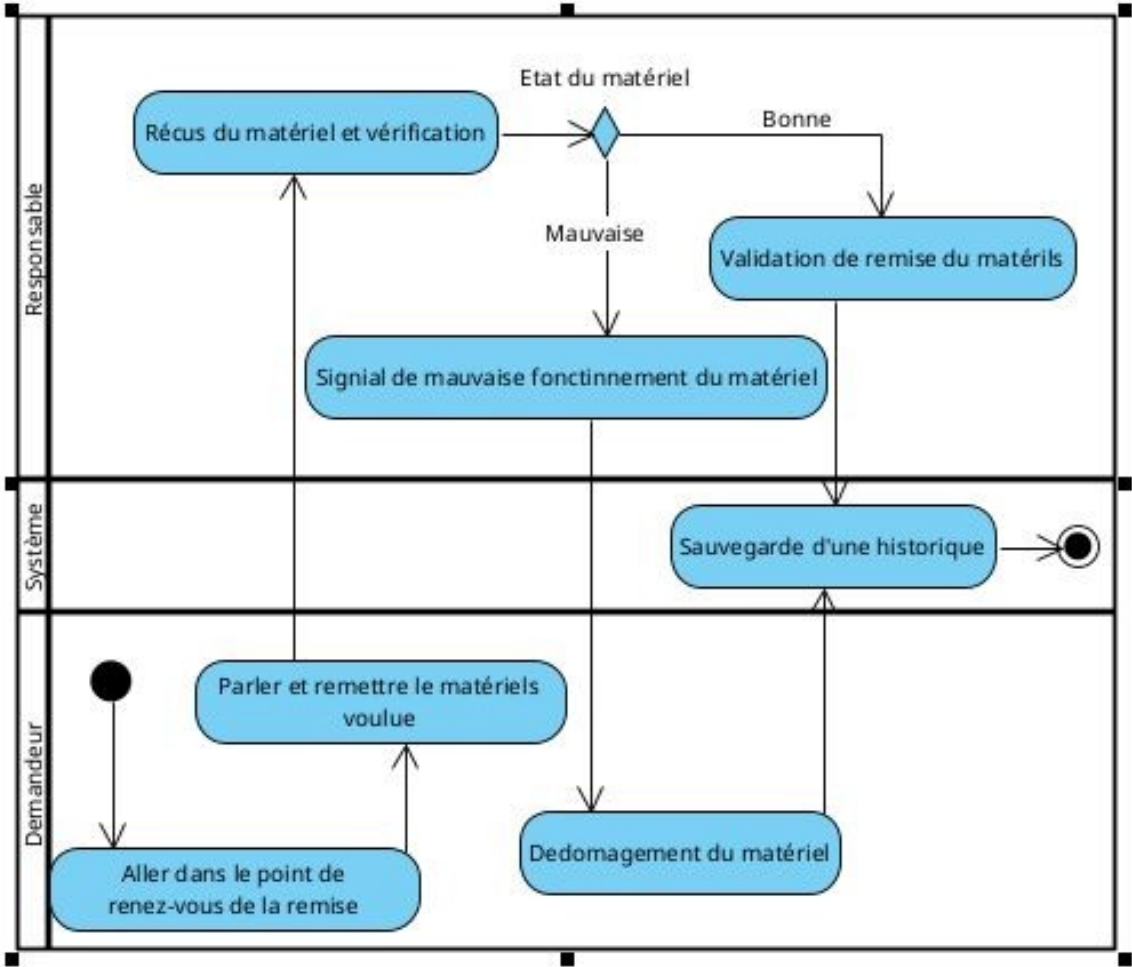 Responsable
Etat du matériel
Récus du matériel et vérification
Bonne
Mauvaise
Validation de remise du matérils
Signial de mauvaise fonctinnement du matériel
Système
Sauvegarde d'une historique
Demandeur
Parler et remettre le matériels
voulue
Aller dans le point de
renez-vous de la remise
Dedomagement du matériel